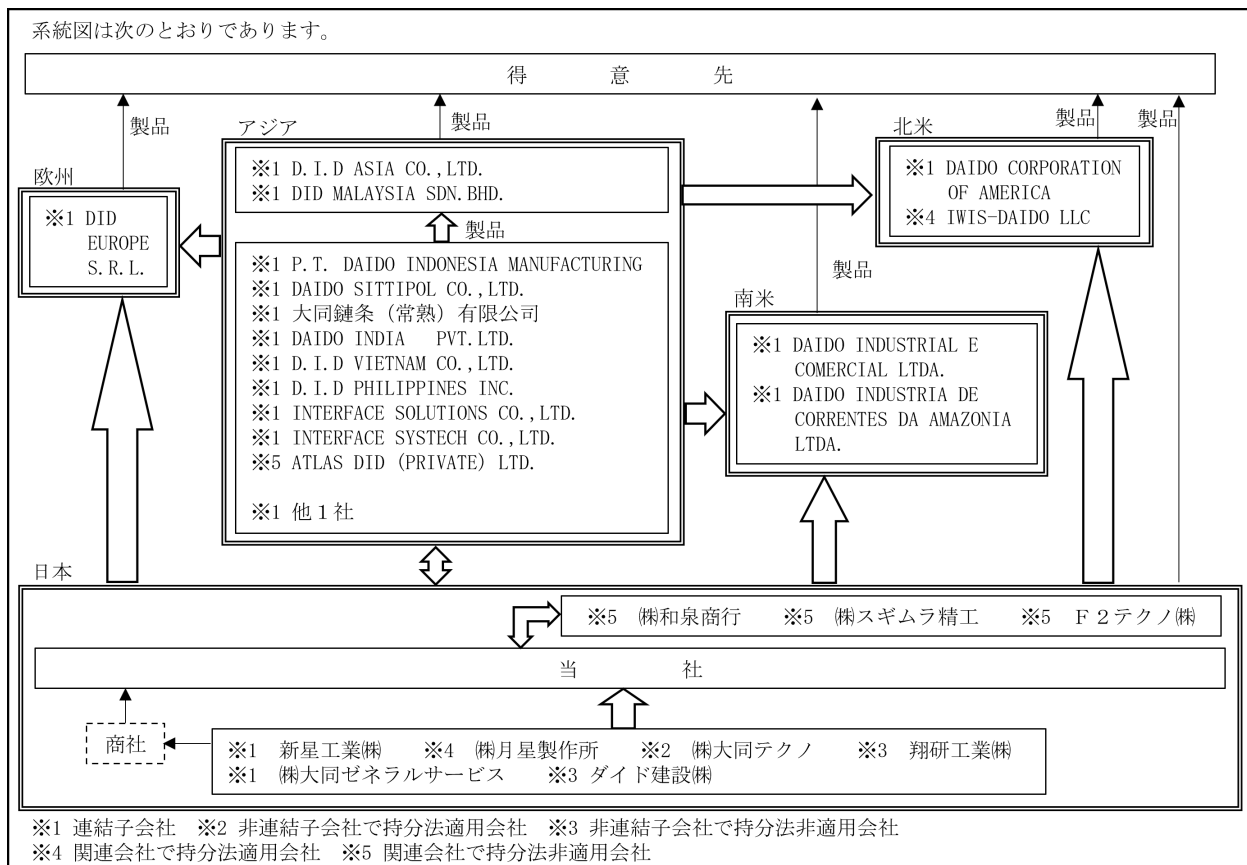 系統図は次のとおりであります。
得意先
製品
アジア
製品
北米
製品
製品
欧州
※1 DID
EUROPE
S.R.L.
※1 D.I.D ASIA CO.,LTD.
※1 DID MALAYSIA SDN.BHD.
製品
※1 P.T. DAIDO INDONESIA MANUFACTURING
※1 DAIDO SITTIPOL CO.,LTD.
※1 大同鏈条（常熟）有限公司
※1 DAIDO INDIA PVT.LTD.
※1 D.I.D VIETNAM CO.,LTD.
※1 D.I.D PHILIPPINES INC.
※1 INTERFACE SOLUTIONS CO.,LTD.
※1 INTERFACE SYSTECH CO.,LTD.
※5 ATLAS DID (PRIVATE) LTD.
※1 他１社
※1 DAIDO CORPORATION
OF AMERICA
※4 IWIS-DAIDO LLC
製品
南米
※1 DAIDO INDUSTRIAL E
COMERCIAL LTDA.
※1 DAIDO INDUSTRIA DE
CORRENTES DA AMAZONIA
LTDA.
日本
※5 ㈱和泉商行 ※5 ㈱スギムラ精工 ※5 Ｆ２テクノ㈱
当社
商社
※1 新星工業㈱ ※4 ㈱月星製作所 ※2 ㈱大同テクノ ※3 翔研工業㈱
※1 ㈱大同ゼネラルサービス ※3 ダイド建設㈱
※1 連結子会社 ※2 非連結子会社で持分法適用会社 ※3 非連結子会社で持分法非適用会社
※4 関連会社で持分法適用会社 ※5 関連会社で持分法非適用会社